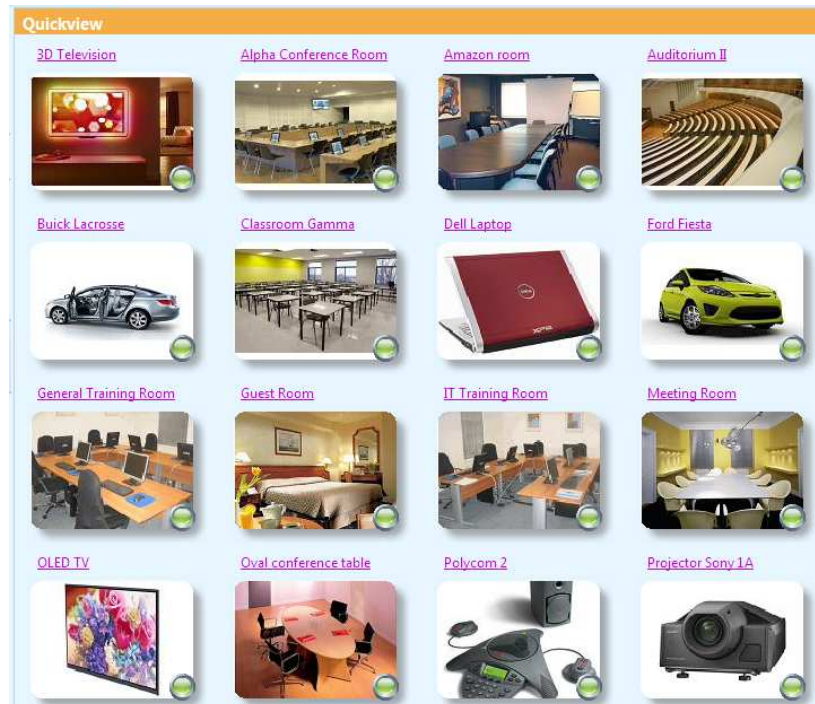 Quickview
3D Television
Alpha Conference Room
Amazon room
Auditorium II
Buick Lacrosse
Classroom Gamma
Dell Laptop
Ford Fiesta
General Training Room
Guest Room
IT Training Room
Meeting Room
OLED TV
Oval conference table
Polycom 2
Projector Sony 1A